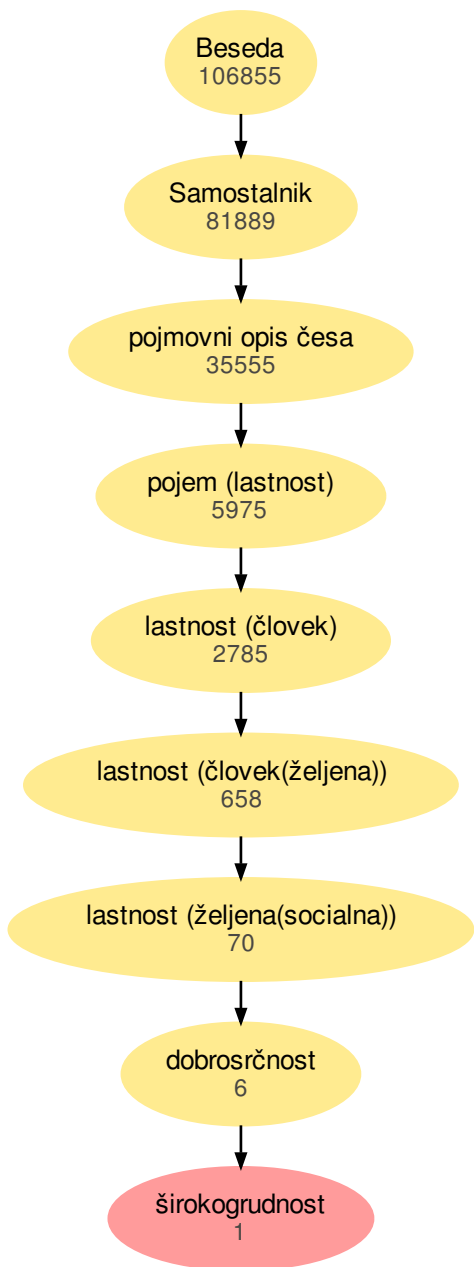 Beseda
106855
Samostalnik
81889
pojmovni opis česa
35555
pojem (lastnost)
5975
lastnost (človek)
2785
lastnost (človek(željena))
658
lastnost (željena(socialna))
70
dobrosrčnost
6
širokogrudnost
1